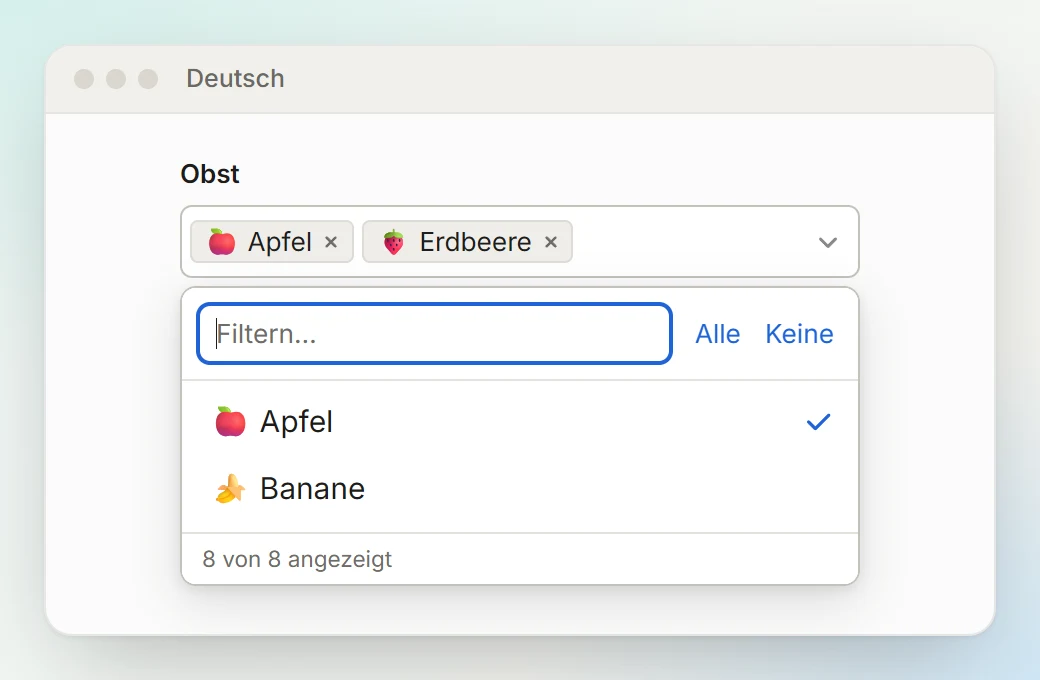 Deutsch
Obst
Apfel × Erdbeere ×
Filtern... Alle Keine
Apfel
Banane
8 von 8 angezeigt